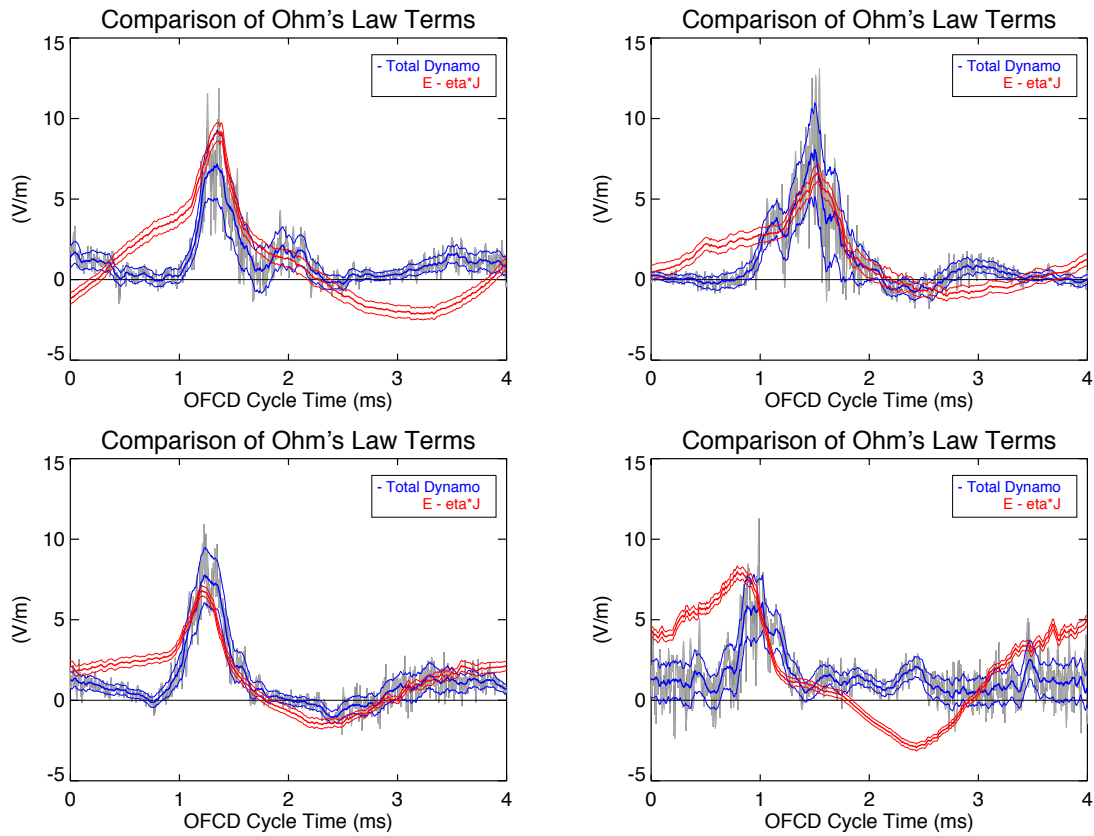 Comparison of Ohm's Law Terms
15
10
5
0
-5
(V/m)
- Total Dynamo
E - eta*J
0 1 2 3 4
OFCD Cycle Time (ms)
Comparison of Ohm's Law Terms
15
10
5
0
-5
(V/m)
- Total Dynamo
E - eta*J
0 1 2 3 4
OFCD Cycle Time (ms)
Comparison of Ohm's Law Terms
15
10
5
0
-5
(V/m)
- Total Dynamo
E - eta*J
0 1 2 3 4
OFCD Cycle Time (ms)
Comparison of Ohm's Law Terms
15
10
5
0
-5
(V/m)
- Total Dynamo
E - eta*J
0 1 2 3 4
OFCD Cycle Time (ms)